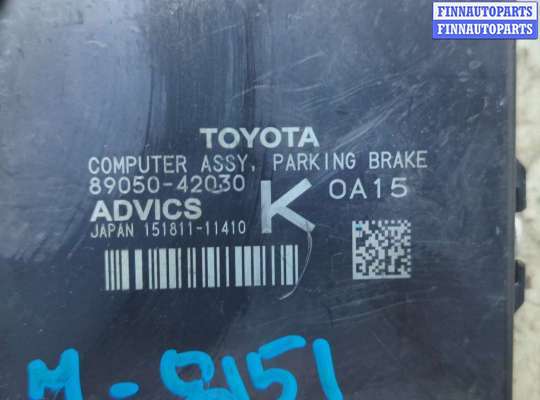 FINNAUTOPARTS
FINNAUTOPARTS
TOYOTA
COMPUTER ASSY, PARKING BRAKE
89050-42030 K 0A15
ADVICS
JAPAN 151811-11410
M-8151